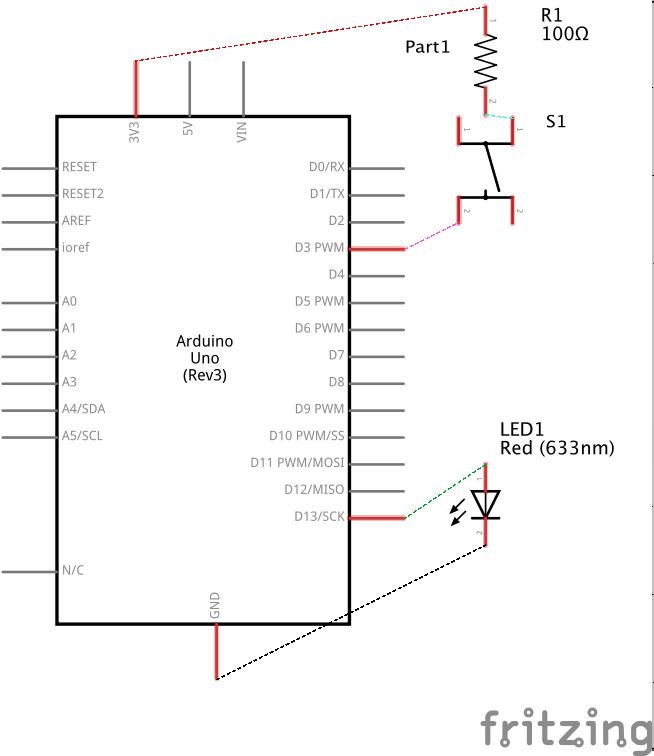 R1
100Ω
Part1
1
2
S1
1
1
2
2
3V3
5V
VIN
RESET
RESET2
AREF
ioref
A0
A1
A2
A3
A4/SDA
A5/SCL
N/C
Arduino
Uno
(Rev3)
D0/RX
D1/TX
D2
D3 PWM
D4
D5 PWM
D6 PWM
D7
D8
D9 PWM
D10 PWM/SS
D11 PWM/MOSI
D12/MISO
D13/SCK
GND
LED1
Red (633nm)
1
2
fritzing